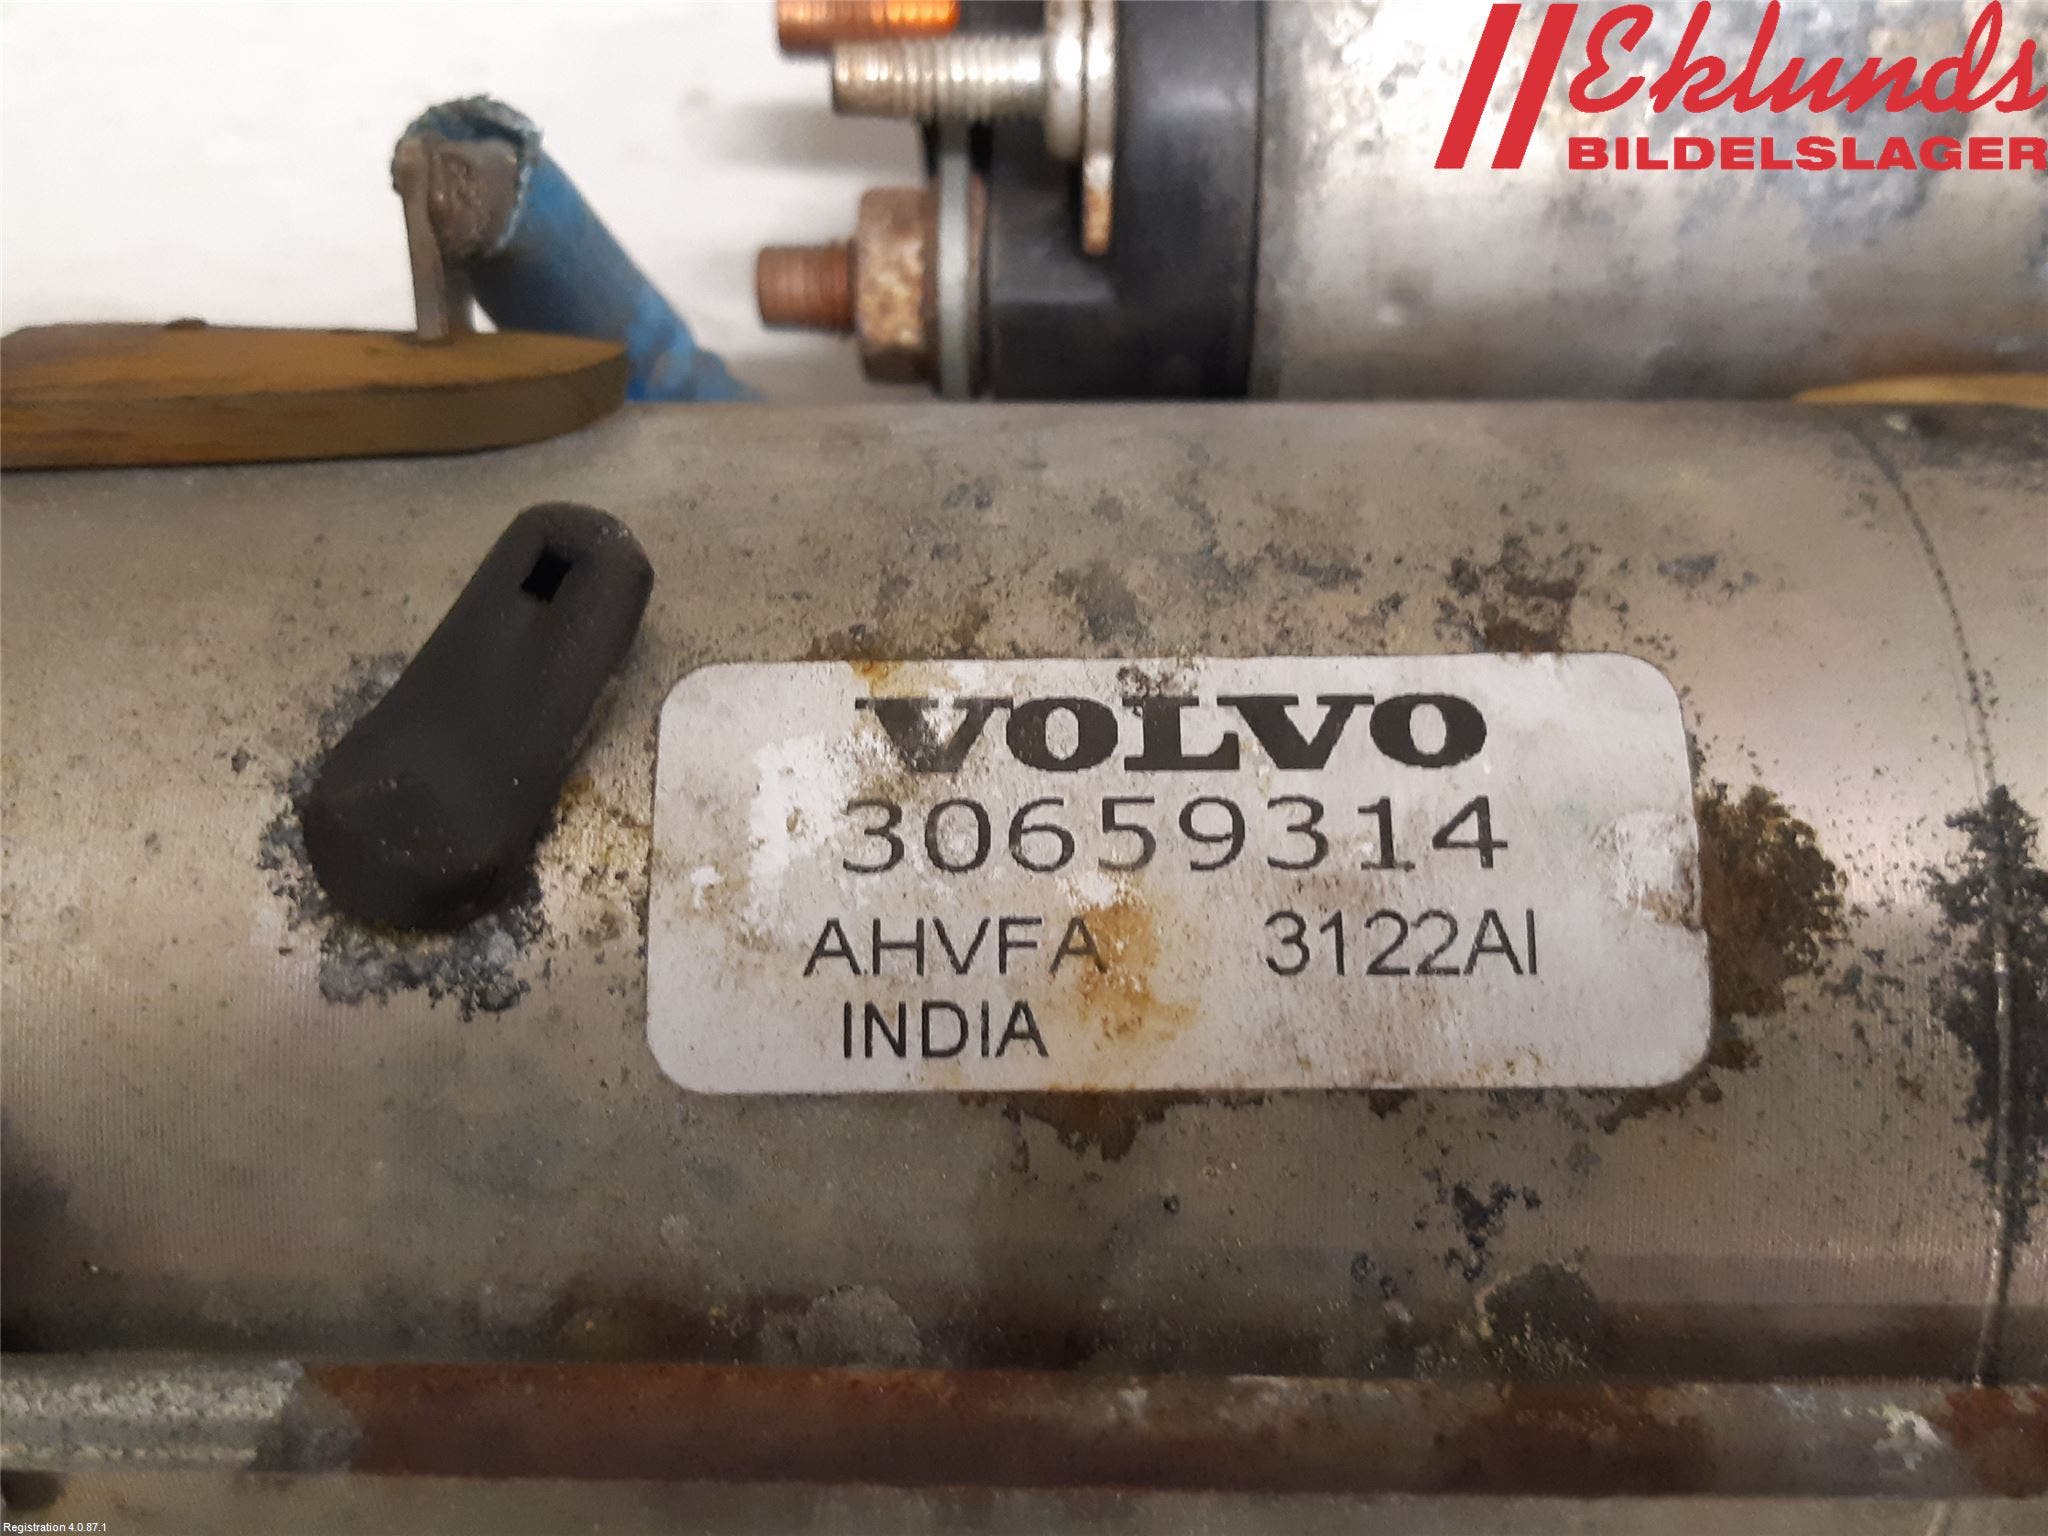 Eklunds
BILDELSLAGER
VOLVO
30659314
AHVFA 3122AI
INDIA
Registration 4.0.87.1